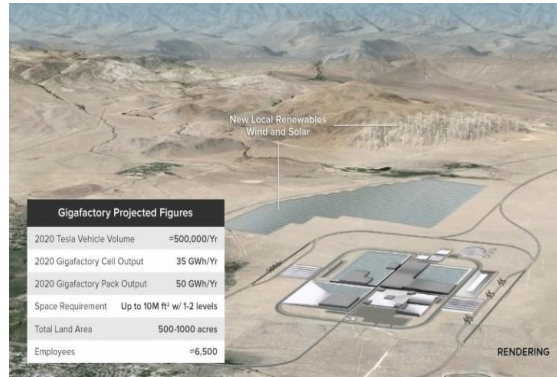 New Local Renewables
Wind and Solar
Gigafactory Projected Figures
2020 Tesla Vehicle Volume ≈500,000/Yr
2020 Gigafactory Cell Output 35 GWh/Yr
2020 Gigafactory Pack Output 50 GWh/Yr
Space Requirement Up to 10M ft² w/ 1-2 levels
Total Land Area 500-1000 acres
Employees ≈6,500
RENDERING